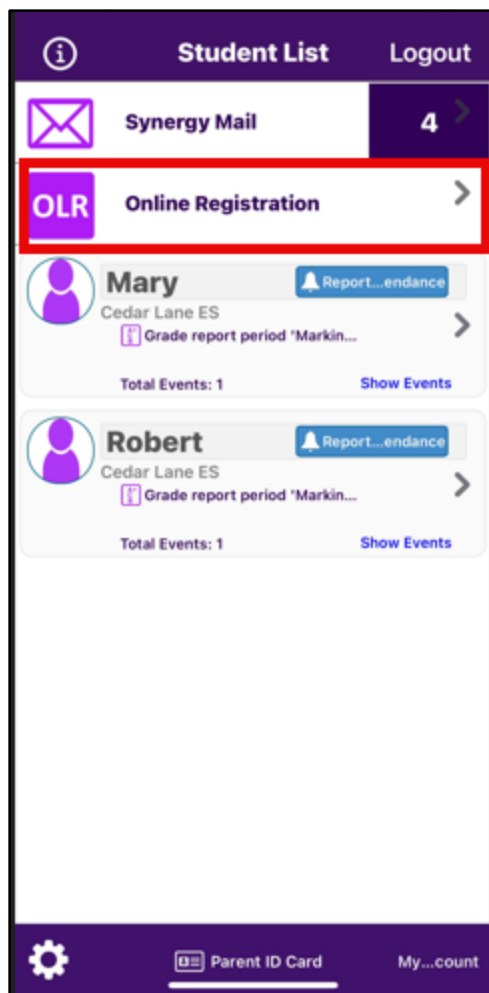 Student List Logout
Synergy Mail 4
OLR Online Registration
Mary Report...endance
Cedar Lane ES
Grade report period 'Markin...
Total Events: 1 Show Events
Robert Report...endance
Cedar Lane ES
Grade report period 'Markin...
Total Events: 1 Show Events
Parent ID Card My...count